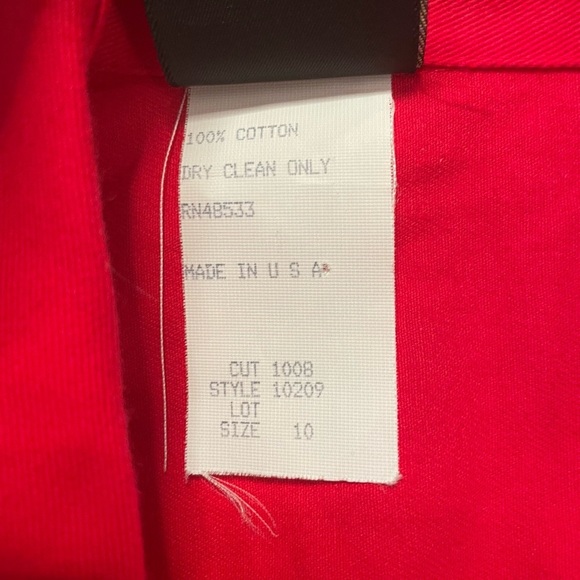 100% COTTON
DRY CLEAN ONLY
RN48533
MADE IN U S A
CUT 1008
STYLE 10209
LOT
SIZE 10